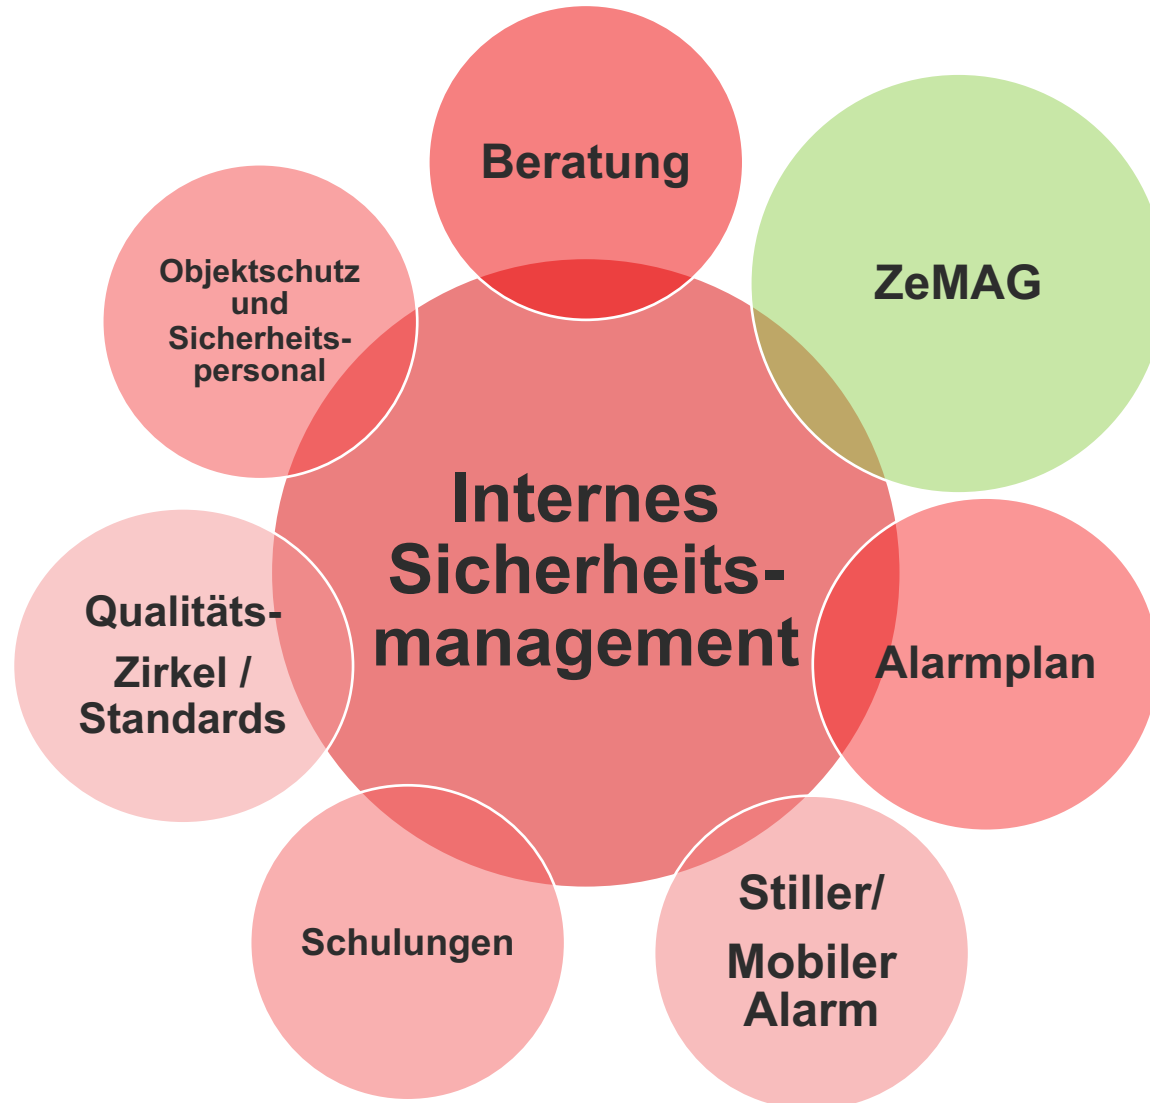 Beratung
ZeMAG
Objektschutz
und
Sicherheits-
personal
Internes
Sicherheits-
management
Qualitäts-
Zirkel /
Standards
Alarmplan
Schulungen
Stiller/
Mobiler
Alarm